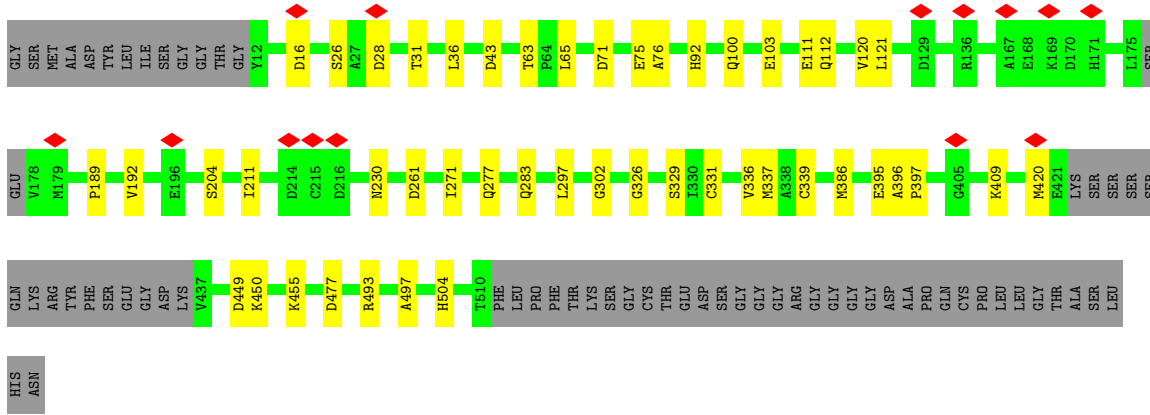 GLY SER MET ALA ASP TYR LEU ILE SER GLY GLY THR GLY Y12 D16 S26 A27 D28 T31 L36 D43 T63 P64 L65 D71 E75 A76 H92 Q100 E103 E111 Q112 V120 L121 D129 R136 A167 E168 K169 D170 H171 L175 SER
GLU V178 M179 P189 V192 E196 S204 I211 D214 C215 D216 N230 D261 I271 Q277 Q283 L297 G302 G326 S329 I330 C331 V336 M337 A338 C339 M386 E395 A396 P397 G405 K409 M420 E421 LYS SER SER SER SER
GLN LYS ARG TYR PHE SER GLU GLY ASP LYS V437 D449 K450 K455 D477 R493 A497 H504 T510 PHE LEU PRO PHE THR LYS SER GLY CYS THR GLU ASP SER GLY GLY GLY ARG GLY GLY GLY GLY ASP ALA PRO GLN CYS PRO LEU LEU GLY THR ALA SER LEU
HIS ASN